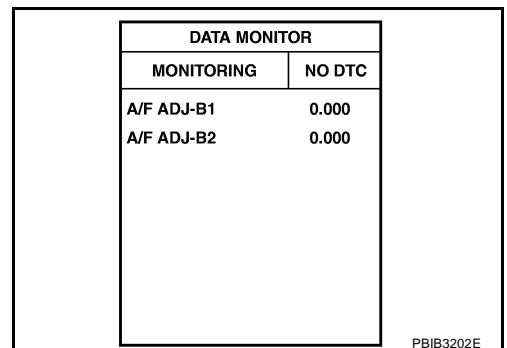 DATA MONITOR
MONITORING NO DTC
A/F ADJ-B1 0.000
A/F ADJ-B2 0.000
PBIB3202E